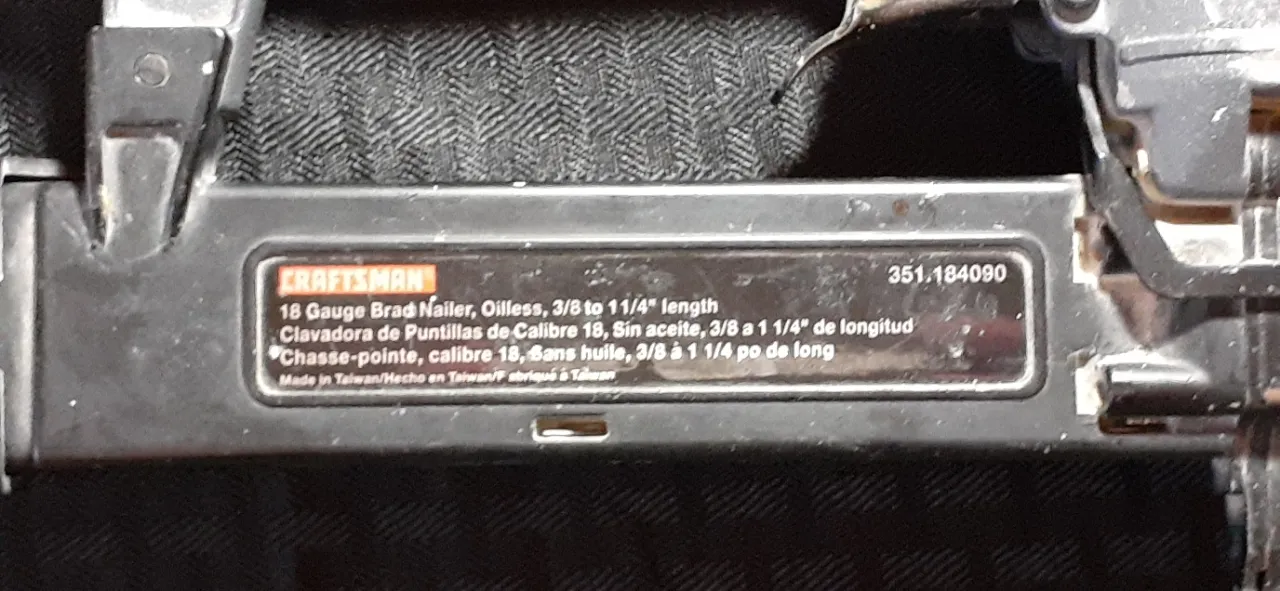 CRAFTSMAN
351.184090
18 Gauge Brad Nailer, Oilless, 3/8 to 1 1/4" length
Clavadora de Puntillas de Calibre 18, Sin aceite, 3/8 a 1 1/4" de longitud
Chasse-pointe, calibre 18, Sans huile, 3/8 à 1 1/4 po de long
Made in Taiwan/Hecho en Taiwan/F abriqué à Taiwan